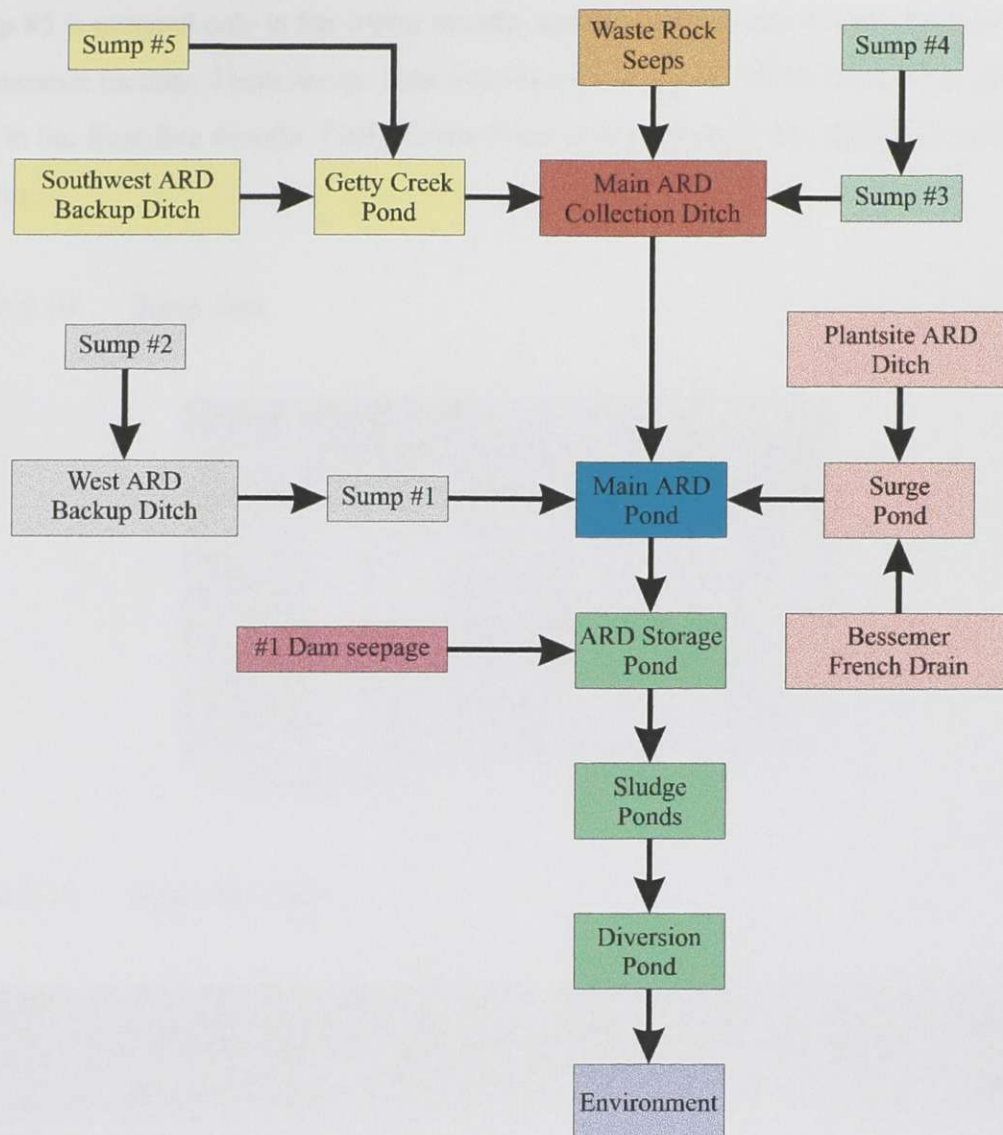 Sump #5
Waste Rock
Seeps
Sump #4
Southwest ARD
Backup Ditch
Getty Creek
Pond
Main ARD
Collection Ditch
Sump #3
Sump #2
Plantsite ARD
Ditch
West ARD
Backup Ditch
Sump #1
Main ARD
Pond
Surge
Pond
#1 Dam seepage
ARD Storage
Pond
Bessemer
French Drain
Sludge
Ponds
Diversion
Pond
Environment